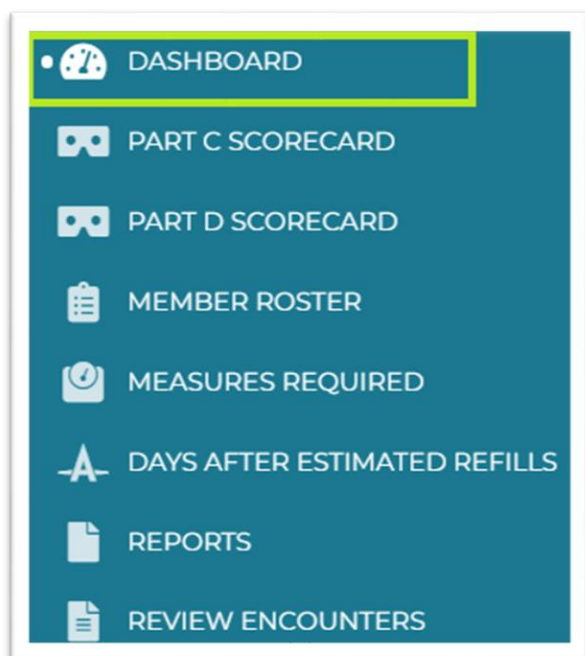 DASHBOARD
PART C SCORECARD
PART D SCORECARD
MEMBER ROSTER
MEASURES REQUIRED
DAYS AFTER ESTIMATED REFILLS
REPORTS
REVIEW ENCOUNTERS